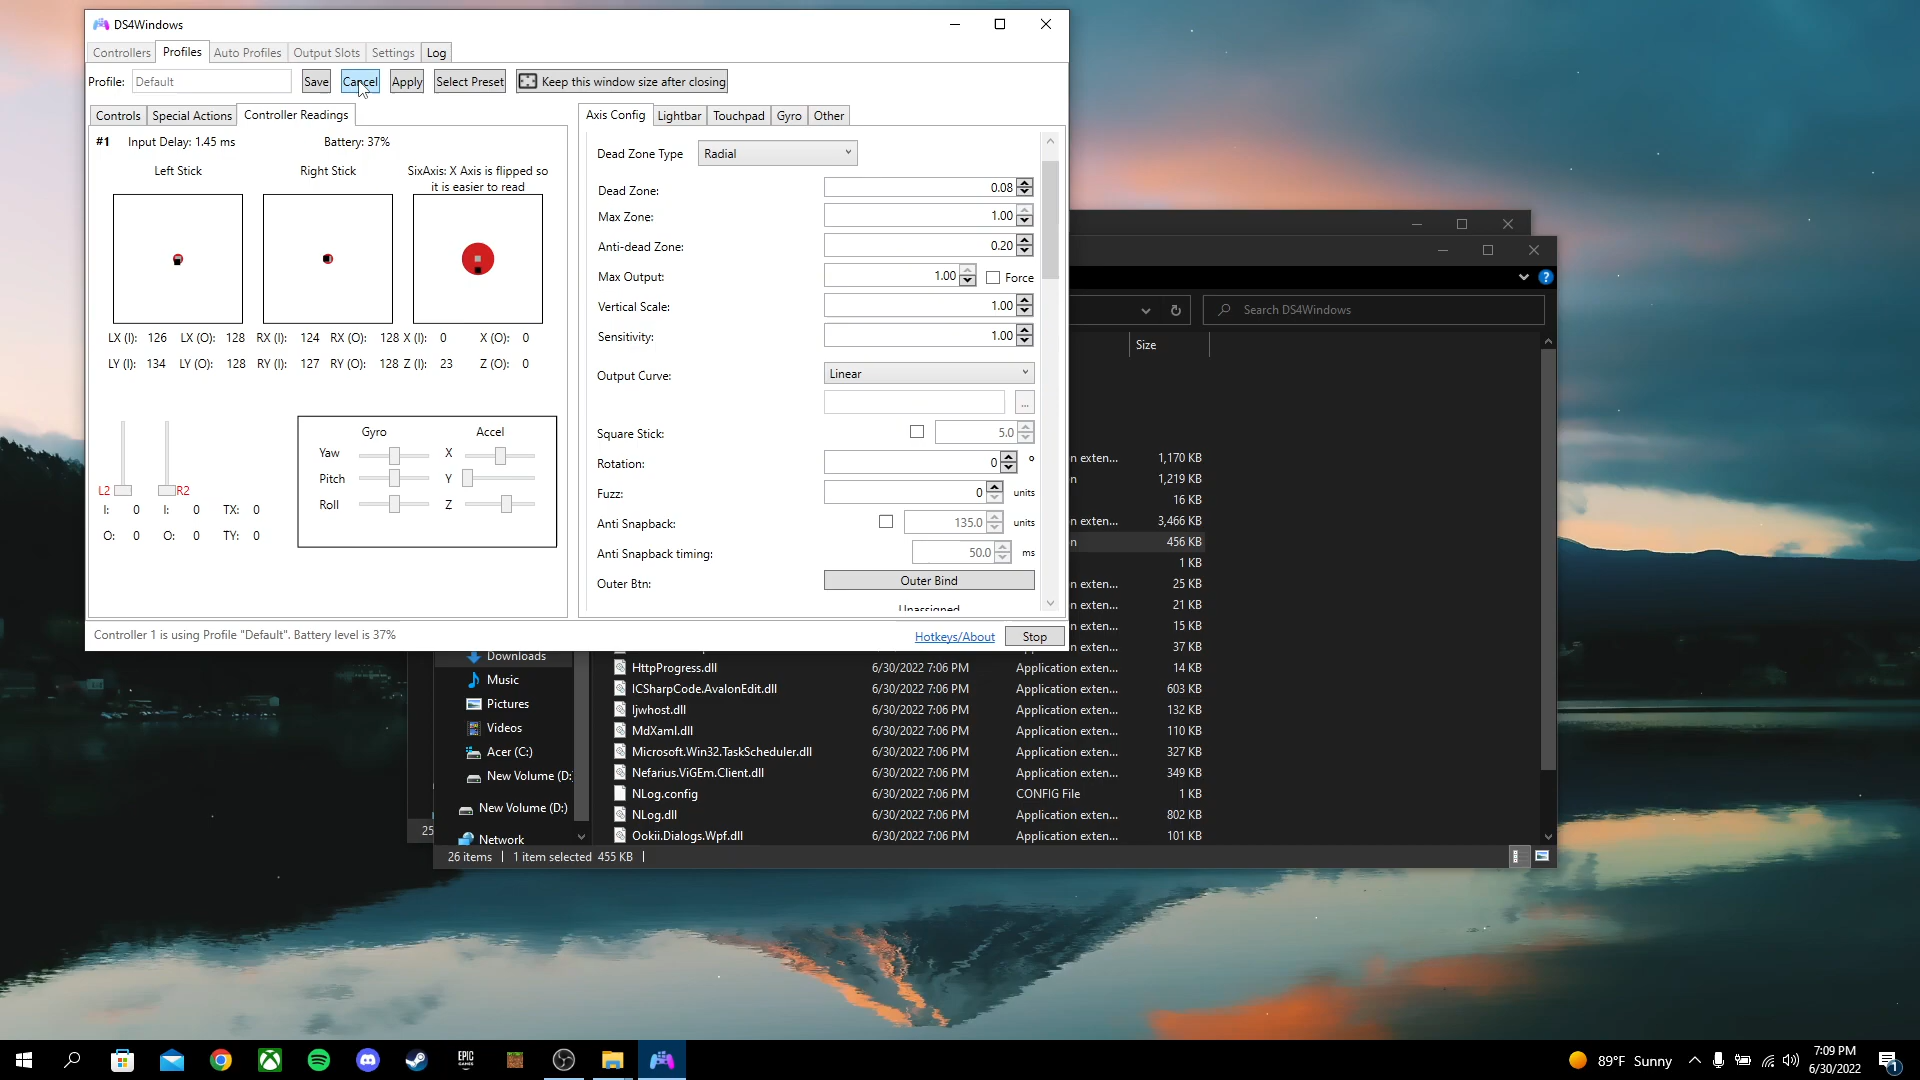 DS4Windows
Controllers Profiles Auto Profiles Output Slots Settings Log
Profile: Default Save Cancel Apply Select Preset Keep this window size after closing
Controls Special Actions Controller Readings
Axis Config Lightbar Touchpad Gyro Other
#1 Input Delay: 1.45 ms Battery: 37%
Left Stick Right Stick SixAxis: X Axis is flipped so
it is easier to read
LX (I): 126 LX (O): 128 RX (I): 124 RX (O): 128 X (I): 0 X (O): 0
LY (I): 134 LY (O): 128 RY (I): 127 RY (O): 128 Z (I): 23 Z (O): 0
L2 R2
I: 0 I: 0 TX: 0
O: 0 O: 0 TY: 0
Gyro Accel
Yaw X
Pitch Y
Roll Z
Dead Zone Type Radial
Dead Zone: 0.08
Max Zone: 1.00
Anti-dead Zone: 0.20
Max Output: 1.00 Force
Vertical Scale: 1.00
Sensitivity: 1.00
Output Curve: Linear
...
Square Stick: 5.0
Rotation: 0 °
Fuzz: 0 units
Anti Snapback: 135.0 units
Anti Snapback timing: 50.0 ms
Outer Btn: Outer Bind
Unassigned
Controller 1 is using Profile "Default". Battery level is 37%
Hotkeys/About Stop
Search DS4Windows
Size
n exten... 1,170 KB
n 1,219 KB
16 KB
n exten... 3,466 KB
n 456 KB
1 KB
n exten... 25 KB
n exten... 21 KB
n exten... 15 KB
n exten... 37 KB
Downloads
Music
Pictures
Videos
Acer (C:)
New Volume (D:
New Volume (D:)
Network
HttpProgress.dll 6/30/2022 7:06 PM Application exten... 14 KB
ICSharpCode.AvalonEdit.dll 6/30/2022 7:06 PM Application exten... 603 KB
Ijwhost.dll 6/30/2022 7:06 PM Application exten... 132 KB
MdXaml.dll 6/30/2022 7:06 PM Application exten... 110 KB
Microsoft.Win32.TaskScheduler.dll 6/30/2022 7:06 PM Application exten... 327 KB
Nefarius.ViGEm.Client.dll 6/30/2022 7:06 PM Application exten... 349 KB
NLog.config 6/30/2022 7:06 PM CONFIG File 1 KB
NLog.dll 6/30/2022 7:06 PM Application exten... 802 KB
Ookii.Dialogs.Wpf.dll 6/30/2022 7:06 PM Application exten... 101 KB
25
26 items 1 item selected 455 KB
EPIC
GAMES
89°F Sunny
7:09 PM
6/30/2022
1